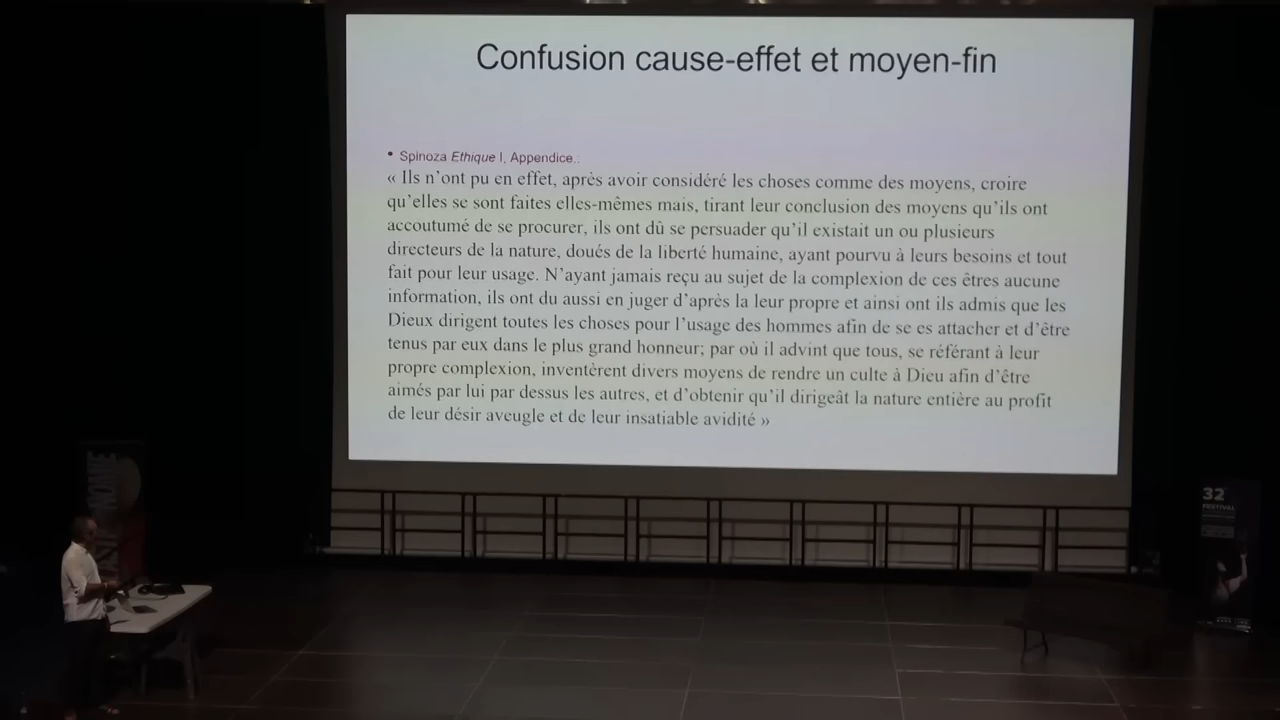 Confusion cause-effet et moyen-fin
• Spinoza Ethique I, Appendice.:
« Ils n’ont pu en effet, après avoir considéré les choses comme des moyens, croire
qu’elles se sont faites elles-mêmes mais, tirant leur conclusion des moyens qu’ils ont
accoutumé de se procurer, ils ont dû se persuader qu’il existait un ou plusieurs
directeurs de la nature, doués de la liberté humaine, ayant pourvu à leurs besoins et tout
fait pour leur usage. N’ayant jamais reçu au sujet de la complexion de ces êtres aucune
information, ils ont du aussi en juger d’après la leur propre et ainsi ont ils admis que les
Dieux dirigent toutes les choses pour l’usage des hommes afin de se es attacher et d’être
tenus par eux dans le plus grand honneur; par où il advint que tous, se référant à leur
propre complexion, inventèrent divers moyens de rendre un culte à Dieu afin d’être
aimés par lui par dessus les autres, et d’obtenir qu’il dirigeât la nature entière au profit
de leur désir aveugle et de leur insatiable avidité »
32
FESTIVAL